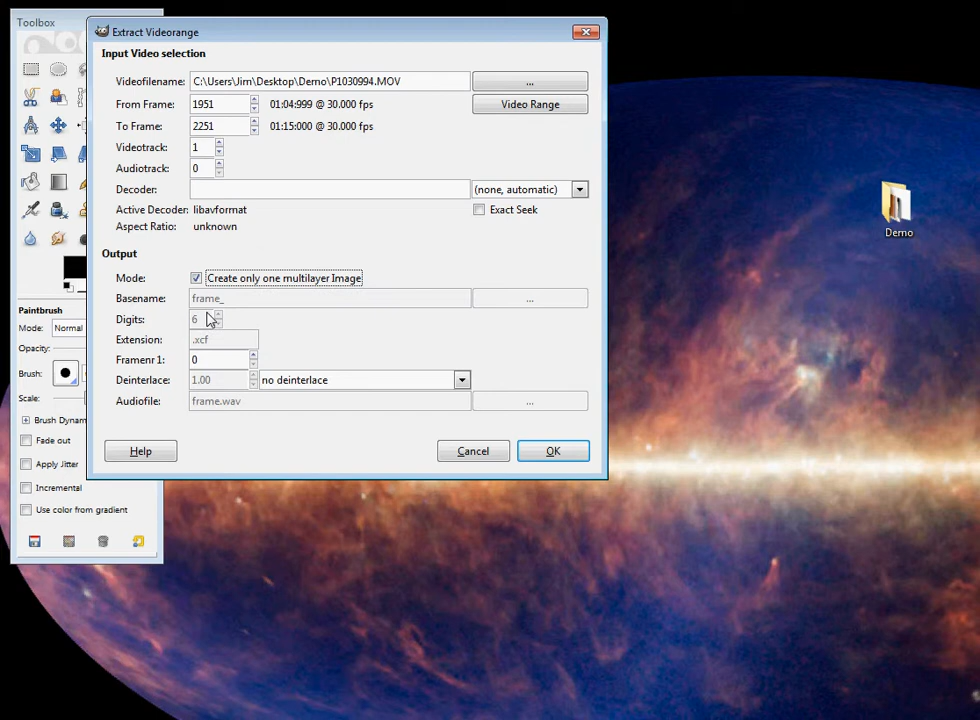 Toolbox
Extract Videorange
Input Video selection
Videofilename: C:\Users\Jim\Desktop\Demo\P1030994.MOV ...
From Frame: 1951 01:04:999 @ 30.000 fps Video Range
To Frame: 2251 01:15:000 @ 30.000 fps
Videotrack: 1
Audiotrack: 0
Decoder: (none, automatic)
Active Decoder: libavformat Exact Seek
Aspect Ratio: unknown
Output
Mode: Create only one multilayer Image
Basename: frame_ ...
Digits: 6
Extension: .xcf
Framenr 1: 0
Deinterlace: 1.00 no deinterlace
Audiofile: frame.wav ...
Help Cancel OK
Paintbrush
Mode: Normal
Opacity:
Brush:
Scale:
Brush Dynam
Fade out
Apply Jitter
Incremental
Use color from gradient
Demo